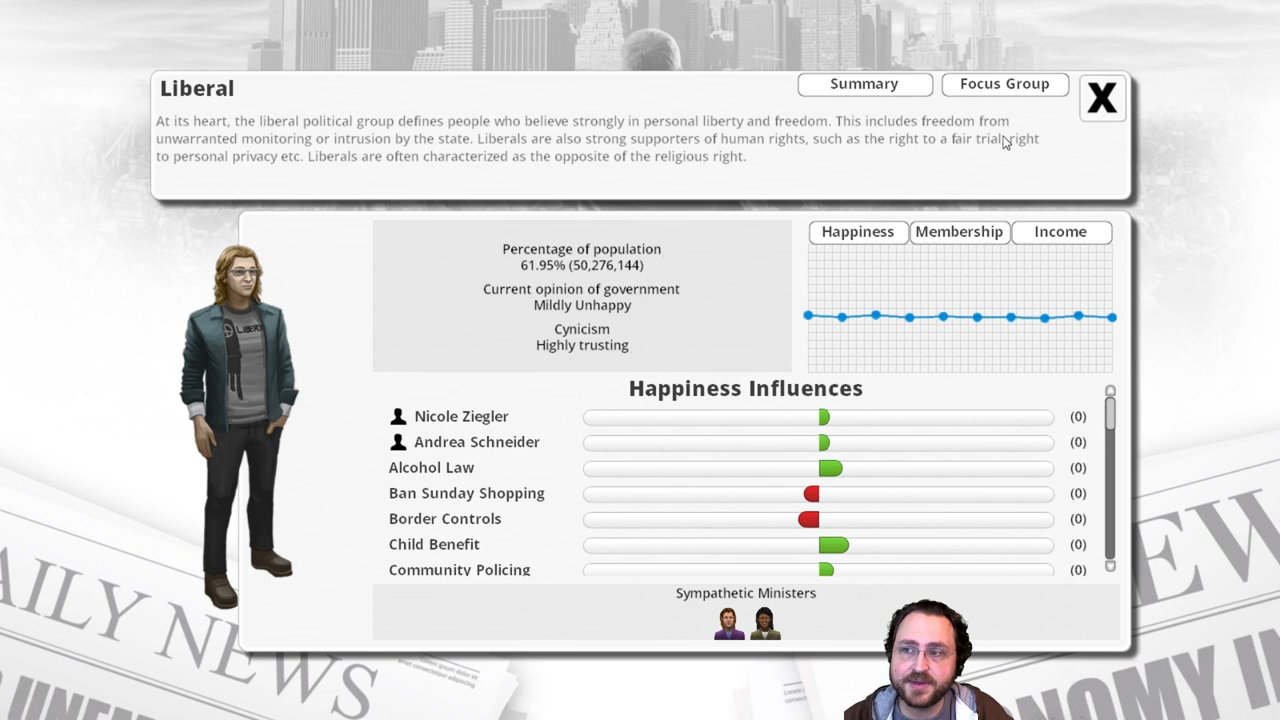 Liberal
Summary
Focus Group
X
At its heart, the liberal political group defines people who believe strongly in personal liberty and freedom. This includes freedom from
unwarranted monitoring or intrusion by the state. Liberals are also strong supporters of human rights, such as the right to a fair trial, right
to personal privacy etc. Liberals are often characterized as the opposite of the religious right.
Percentage of population
61.95% (50,276,144)
Current opinion of government
Mildly Unhappy
Cynicism
Highly trusting
Happiness
Membership
Income
Happiness Influences
Nicole Ziegler (0)
Andrea Schneider (0)
Alcohol Law (0)
Ban Sunday Shopping (0)
Border Controls (0)
Child Benefit (0)
Community Policing (0)
Sympathetic Ministers
DAILY NEWS
NEW